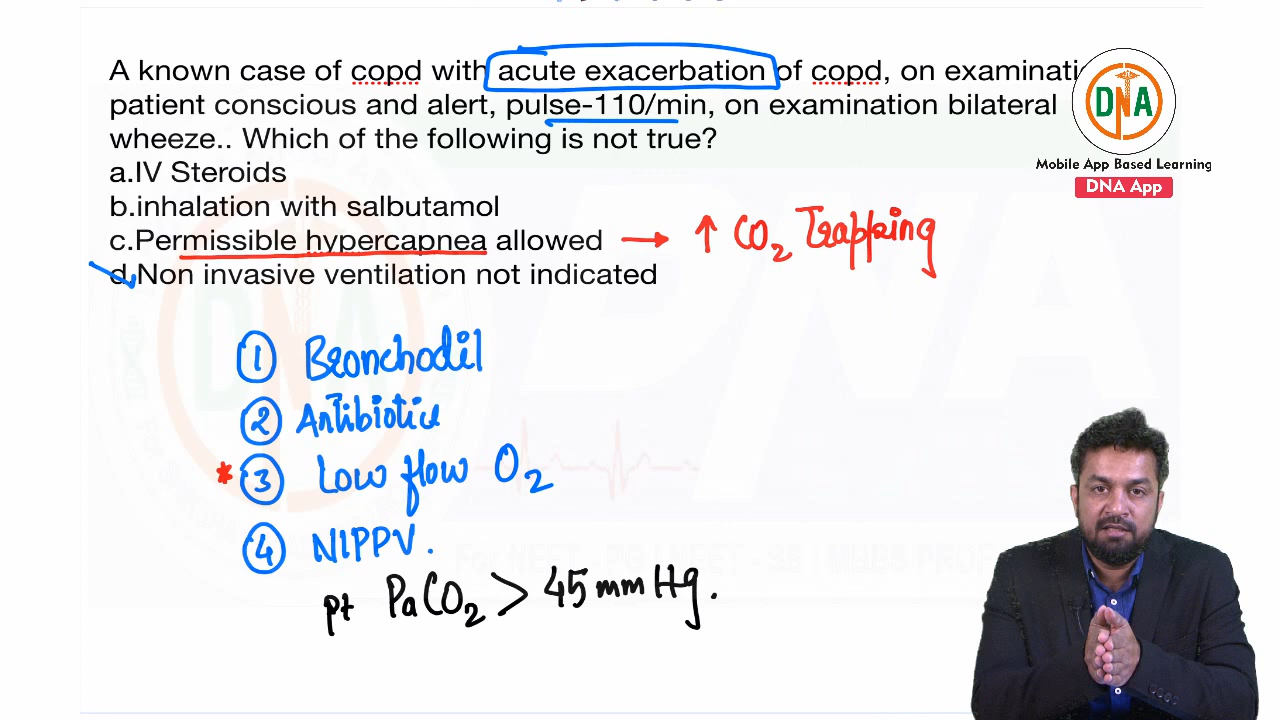 A known case of copd with acute exacerbation of copd, on examinati
patient conscious and alert, pulse-110/min, on examination bilateral
wheeze.. Which of the following is not true?
a.IV Steroids
b.inhalation with salbutamol
c.Permissible hypercapnea allowed → ↑ CO2 Trapping
d.Non invasive ventilation not indicated
DNA
Mobile App Based Learning
DNA App
1 Bronchodil
2 Antibiotics
* 3 Low flow O2
4 NIPPV.
pt PaCO2 > 45 mm Hg.